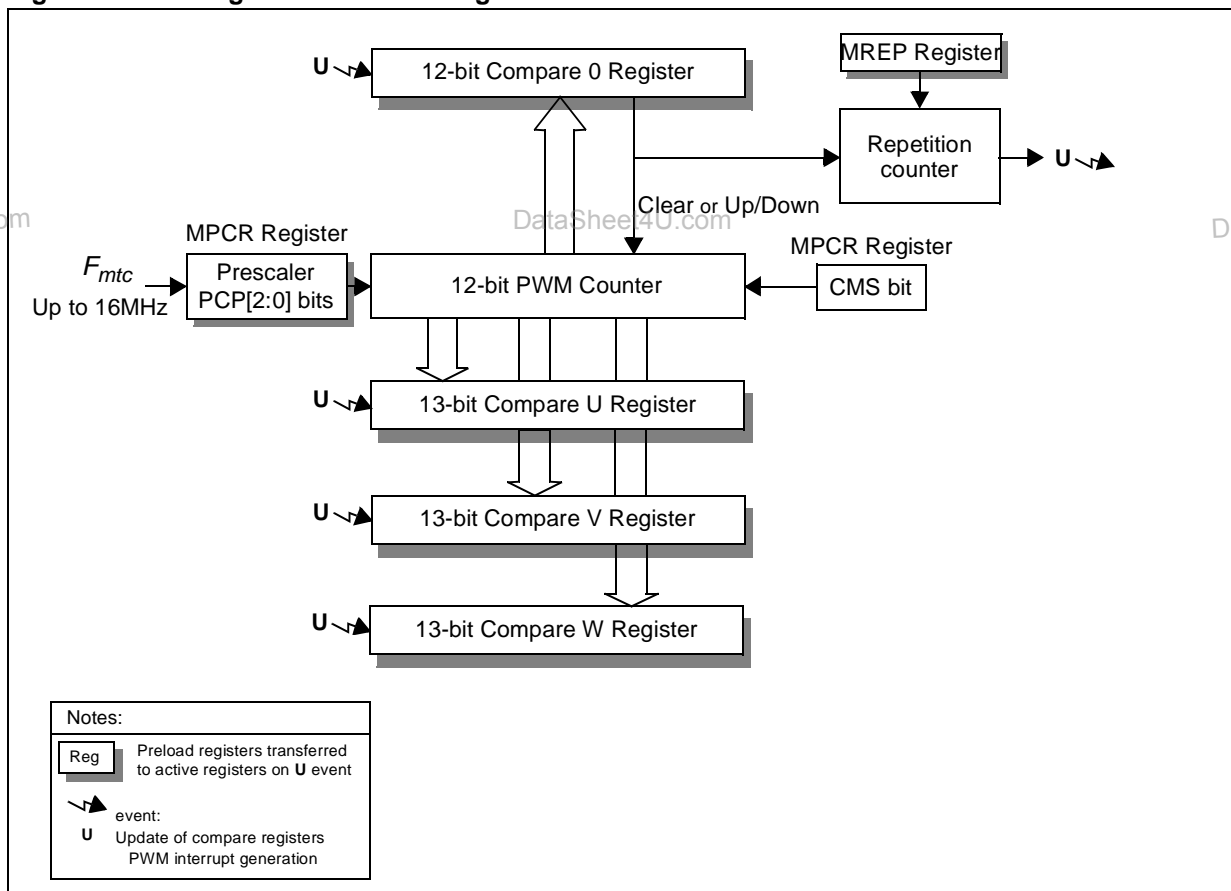 U
12-bit Compare 0 Register
MREP Register
Repetition
counter
U
Clear or Up/Down
DataSheet4U.com
om
D
MPCR Register
MPCR Register
Fmtc
Up to 16MHz
Prescaler
PCP[2:0] bits
12-bit PWM Counter
CMS bit
U
13-bit Compare U Register
U
13-bit Compare V Register
U
13-bit Compare W Register
Notes:
Reg
Preload registers transferred
to active registers on U event
event:
U Update of compare registers
PWM interrupt generation